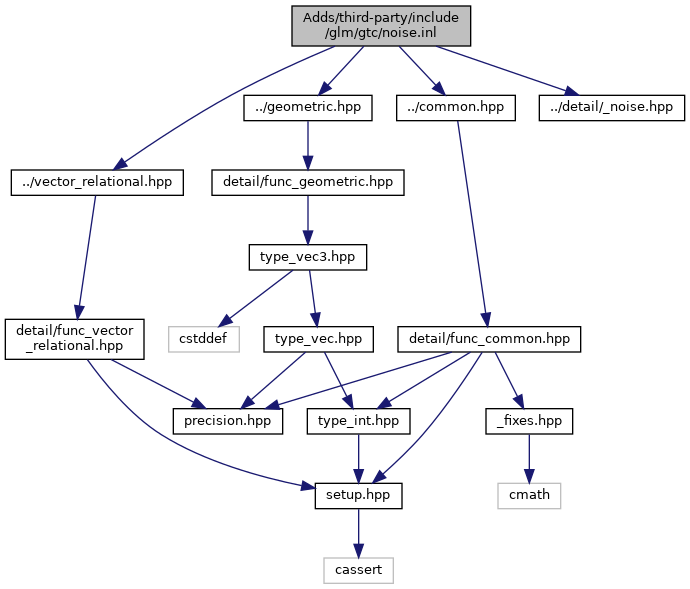 Adds/third-party/include
/glm/gtc/noise.inl
../geometric.hpp
../common.hpp
../detail/_noise.hpp
../vector_relational.hpp
detail/func_geometric.hpp
type_vec3.hpp
detail/func_vector
_relational.hpp
cstddef
type_vec.hpp
detail/func_common.hpp
precision.hpp
type_int.hpp
_fixes.hpp
setup.hpp
cmath
cassert